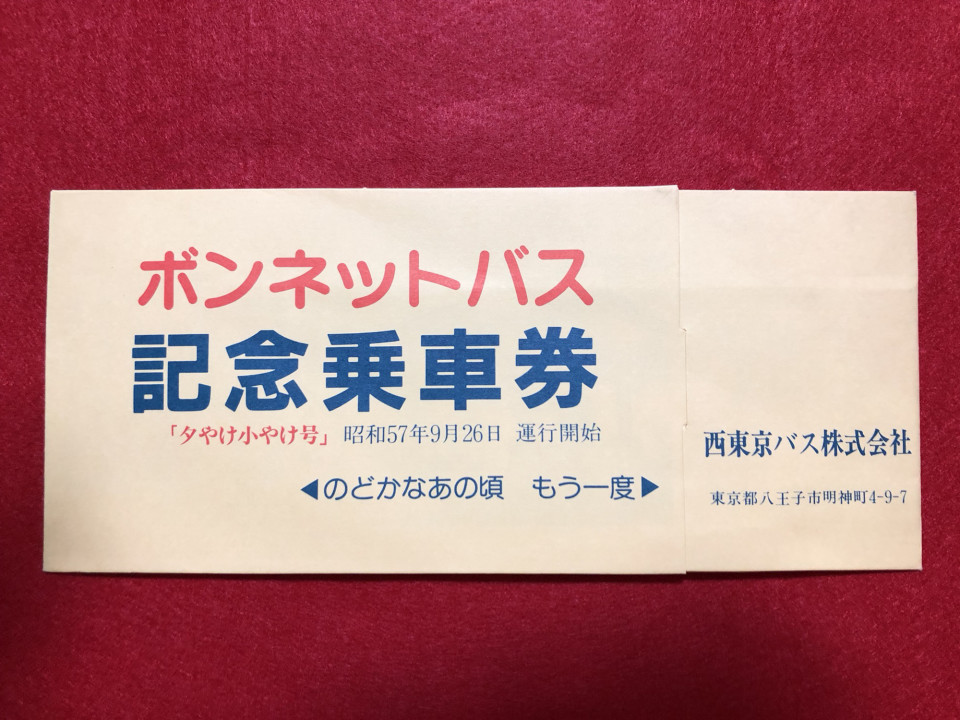 ボンネットバス
記念乗車券
「夕やけ小やけ号」 昭和57年9月26日 運行開始
◀のどかなあの頃 もう一度▶
西東京バス株式会社
東京都八王子市明神町4-9-7